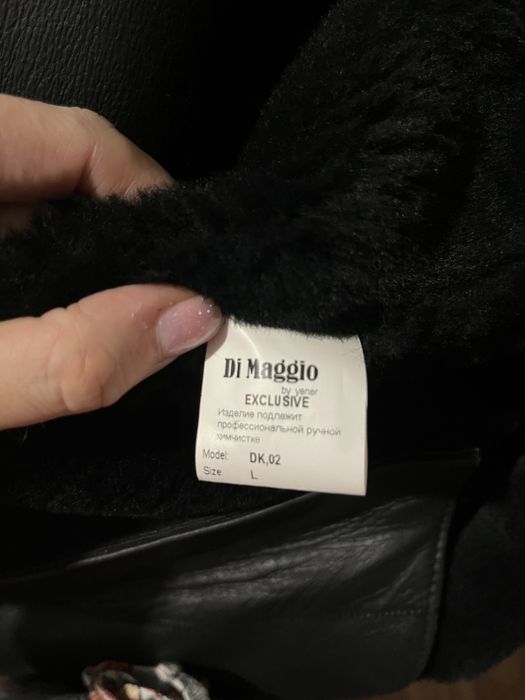 Di Maggio
by yener
EXCLUSIVE
Изделие подлежит
профессиональной ручной
химчистке
Model: DK,02
Size: L